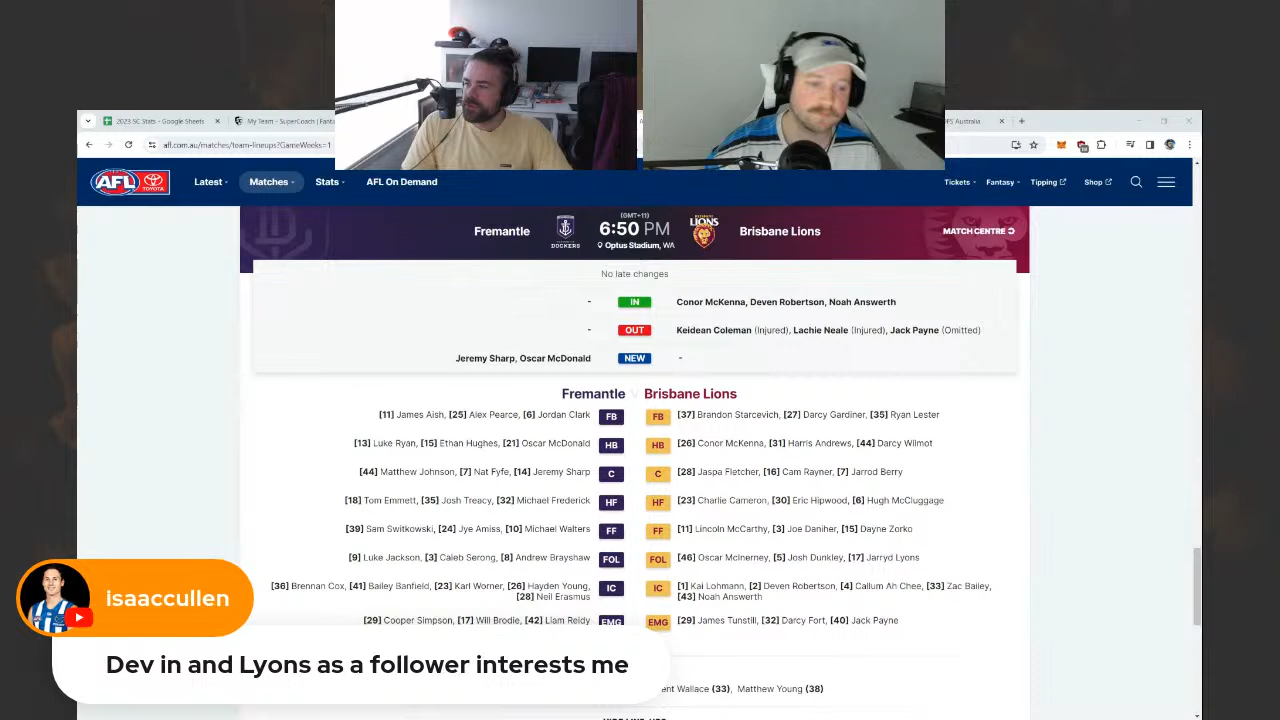 2023 SC Stats - Google Sheets
My Team - SuperCoach | Fant
OPS Australia
afl.com.au/matches/team-lineups?GameWeeks=1
AFL
TOYOTA
Latest
Matches
Stats
AFL On Demand
Tickets
Fantasy
Tipping
Shop
Fremantle
DOCKERS
(GMT+11)
6:50 PM
Optus Stadium, WA
BRISBANE
LIONS
Brisbane Lions
MATCH CENTRE
No late changes
- IN Conor McKenna, Deven Robertson, Noah Answerth
- OUT Keidean Coleman (Injured), Lachie Neale (Injured), Jack Payne (Omitted)
Jeremy Sharp, Oscar McDonald NEW -
Fremantle V Brisbane Lions
[11] James Aish, [25] Alex Pearce, [6] Jordan Clark FB FB [37] Brandon Starcevich, [27] Darcy Gardiner, [35] Ryan Lester
[13] Luke Ryan, [15] Ethan Hughes, [21] Oscar McDonald HB HB [26] Conor McKenna, [31] Harris Andrews, [44] Darcy Wilmot
[44] Matthew Johnson, [7] Nat Fyfe, [14] Jeremy Sharp C C [28] Jaspa Fletcher, [16] Cam Rayner, [7] Jarrod Berry
[18] Tom Emmett, [35] Josh Treacy, [32] Michael Frederick HF HF [23] Charlie Cameron, [30] Eric Hipwood, [6] Hugh McCluggage
[39] Sam Switkowski, [24] Jye Amiss, [10] Michael Walters FF FF [11] Lincoln McCarthy, [3] Joe Daniher, [15] Dayne Zorko
[9] Luke Jackson, [3] Caleb Serong, [8] Andrew Brayshaw FOL FOL [46] Oscar McInerney, [5] Josh Dunkley, [17] Jarryd Lyons
[36] Brennan Cox, [41] Bailey Banfield, [23] Karl Worner, [26] Hayden Young, [28] Neil Erasmus IC IC [1] Kai Lohmann, [2] Deven Robertson, [4] Callum Ah Chee, [33] Zac Bailey, [43] Noah Answerth
[29] Cooper Simpson, [17] Will Brodie, [42] Liam Reidy EMG EMG [29] James Tunstill, [32] Darcy Fort, [40] Jack Payne
ent Wallace (33), Matthew Young (38)
isaaccullen
Dev in and Lyons as a follower interests me